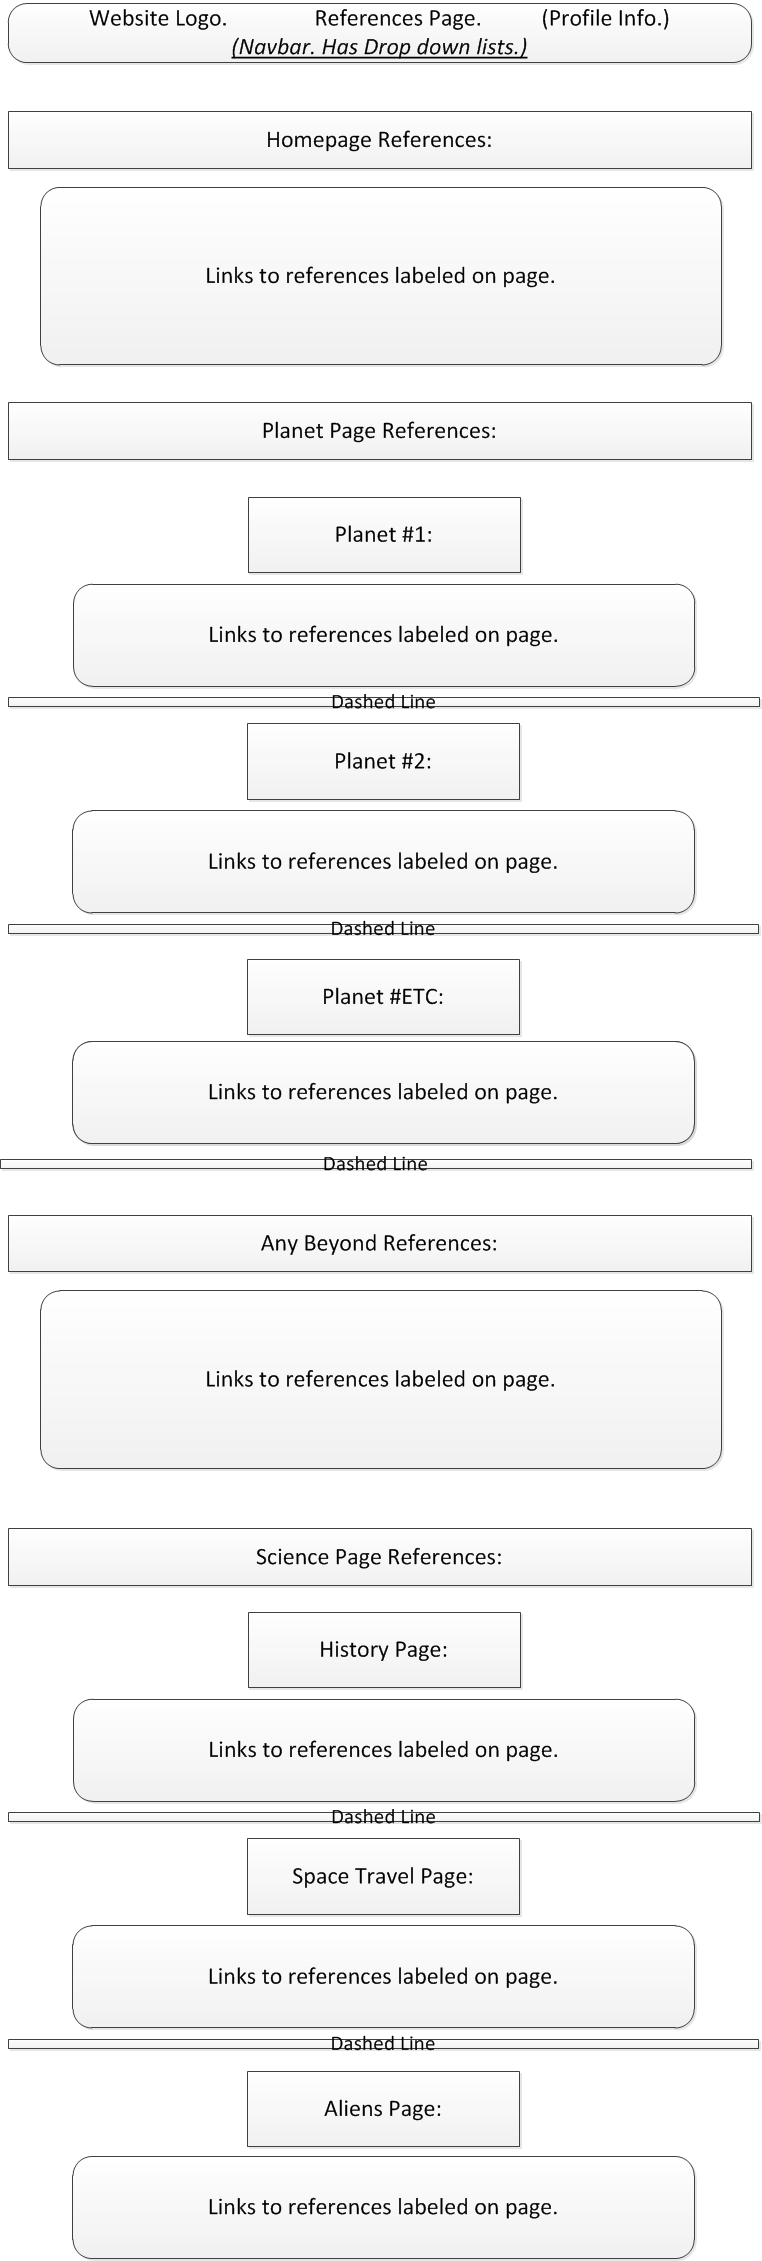 Website Logo. References Page. (Profile Info.)
(Navbar. Has Drop down lists.)
Homepage References:
Links to references labeled on page.
Planet Page References:
Planet #1:
Links to references labeled on page.
Dashed Line
Planet #2:
Links to references labeled on page.
Dashed Line
Planet #ETC:
Links to references labeled on page.
Dashed Line
Any Beyond References:
Links to references labeled on page.
Science Page References:
History Page:
Links to references labeled on page.
Dashed Line
Space Travel Page:
Links to references labeled on page.
Dashed Line
Aliens Page:
Links to references labeled on page.